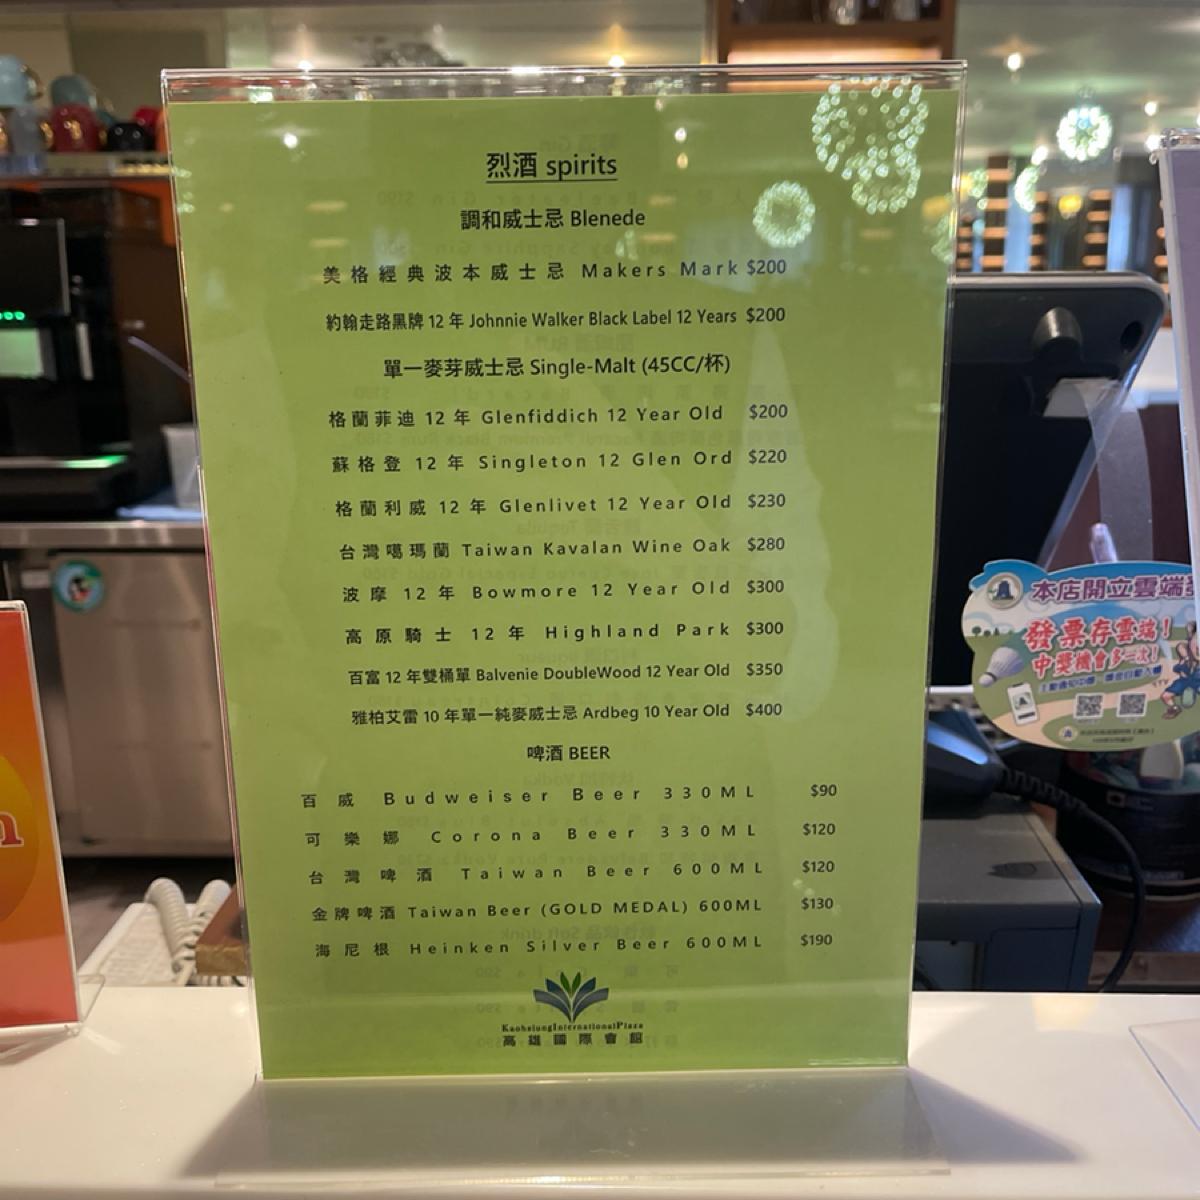 烈酒 spirits
調和威士忌 Blenede
美格經典波本威士忌 Makers Mark $200
約翰走路黑牌 12 年 Johnnie Walker Black Label 12 Years $200
單一麥芽威士忌 Single-Malt (45CC/杯)
格蘭菲迪 12 年 Glenfiddich 12 Year Old $200
蘇格登 12 年 Singleton 12 Glen Ord $220
格蘭利威 12 年 Glenlivet 12 Year Old $230
台灣噶瑪蘭 Taiwan Kavalan Wine Oak $280
波摩 12 年 Bowmore 12 Year Old $300
高原騎士 12 年 Highland Park $300
百富 12 年雙桶單 Balvenie DoubleWood 12 Year Old $350
雅柏艾雷 10 年單一純麥威士忌 Ardbeg 10 Year Old $400
啤酒 BEER
百威 Budweiser Beer 330ML $90
可樂娜 Corona Beer 330ML $120
台灣啤酒 Taiwan Beer 600ML $120
金牌啤酒 Taiwan Beer (GOLD MEDAL) 600ML $130
海尼根 Heinken Silver Beer 600ML $190
KaohsiungInternationalPlaza
高雄國際會館
本店開立雲端
發票存雲端!
中獎機會多一次!